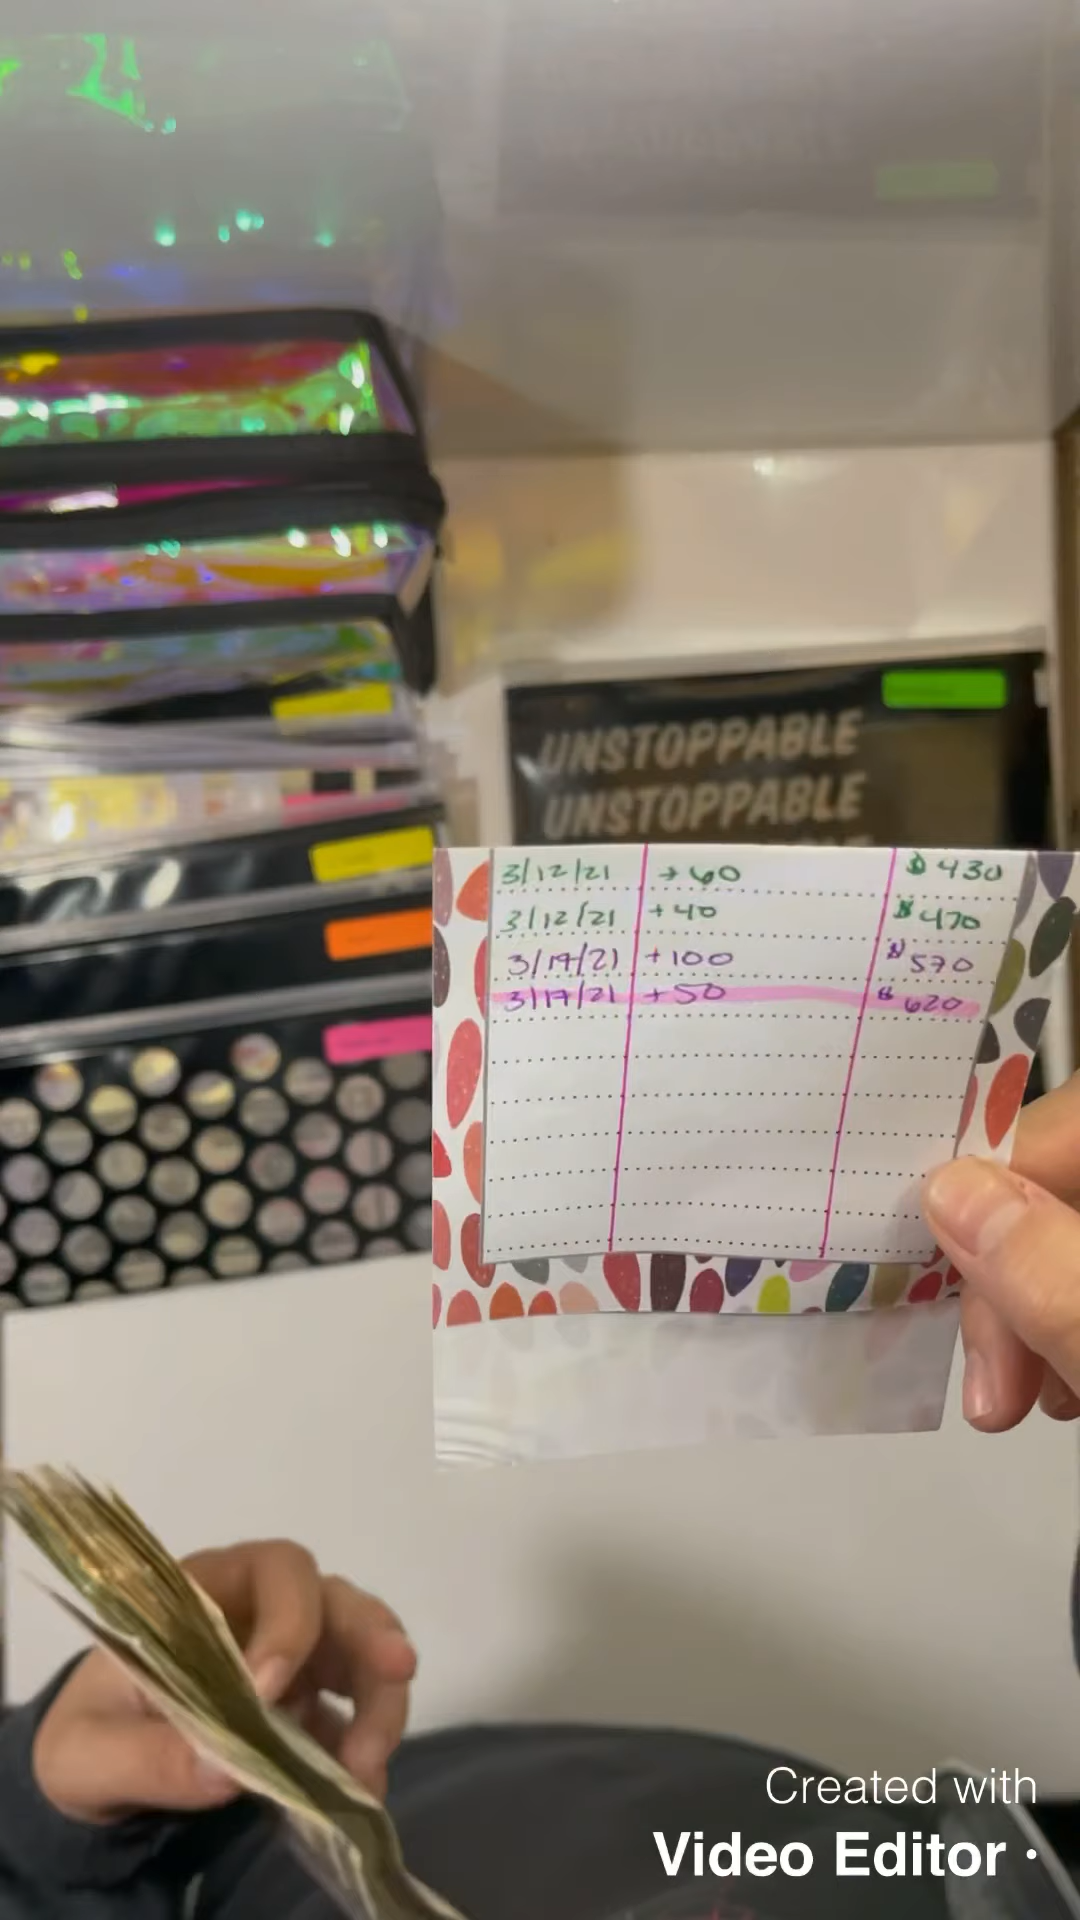 UNSTOPPABLE
UNSTOPPABLE
3/12/21 +60 $430
3/12/21 +40 $470
3/17/21 +100 $570
3/17/21 +50 $620
Created with
Video Editor ·